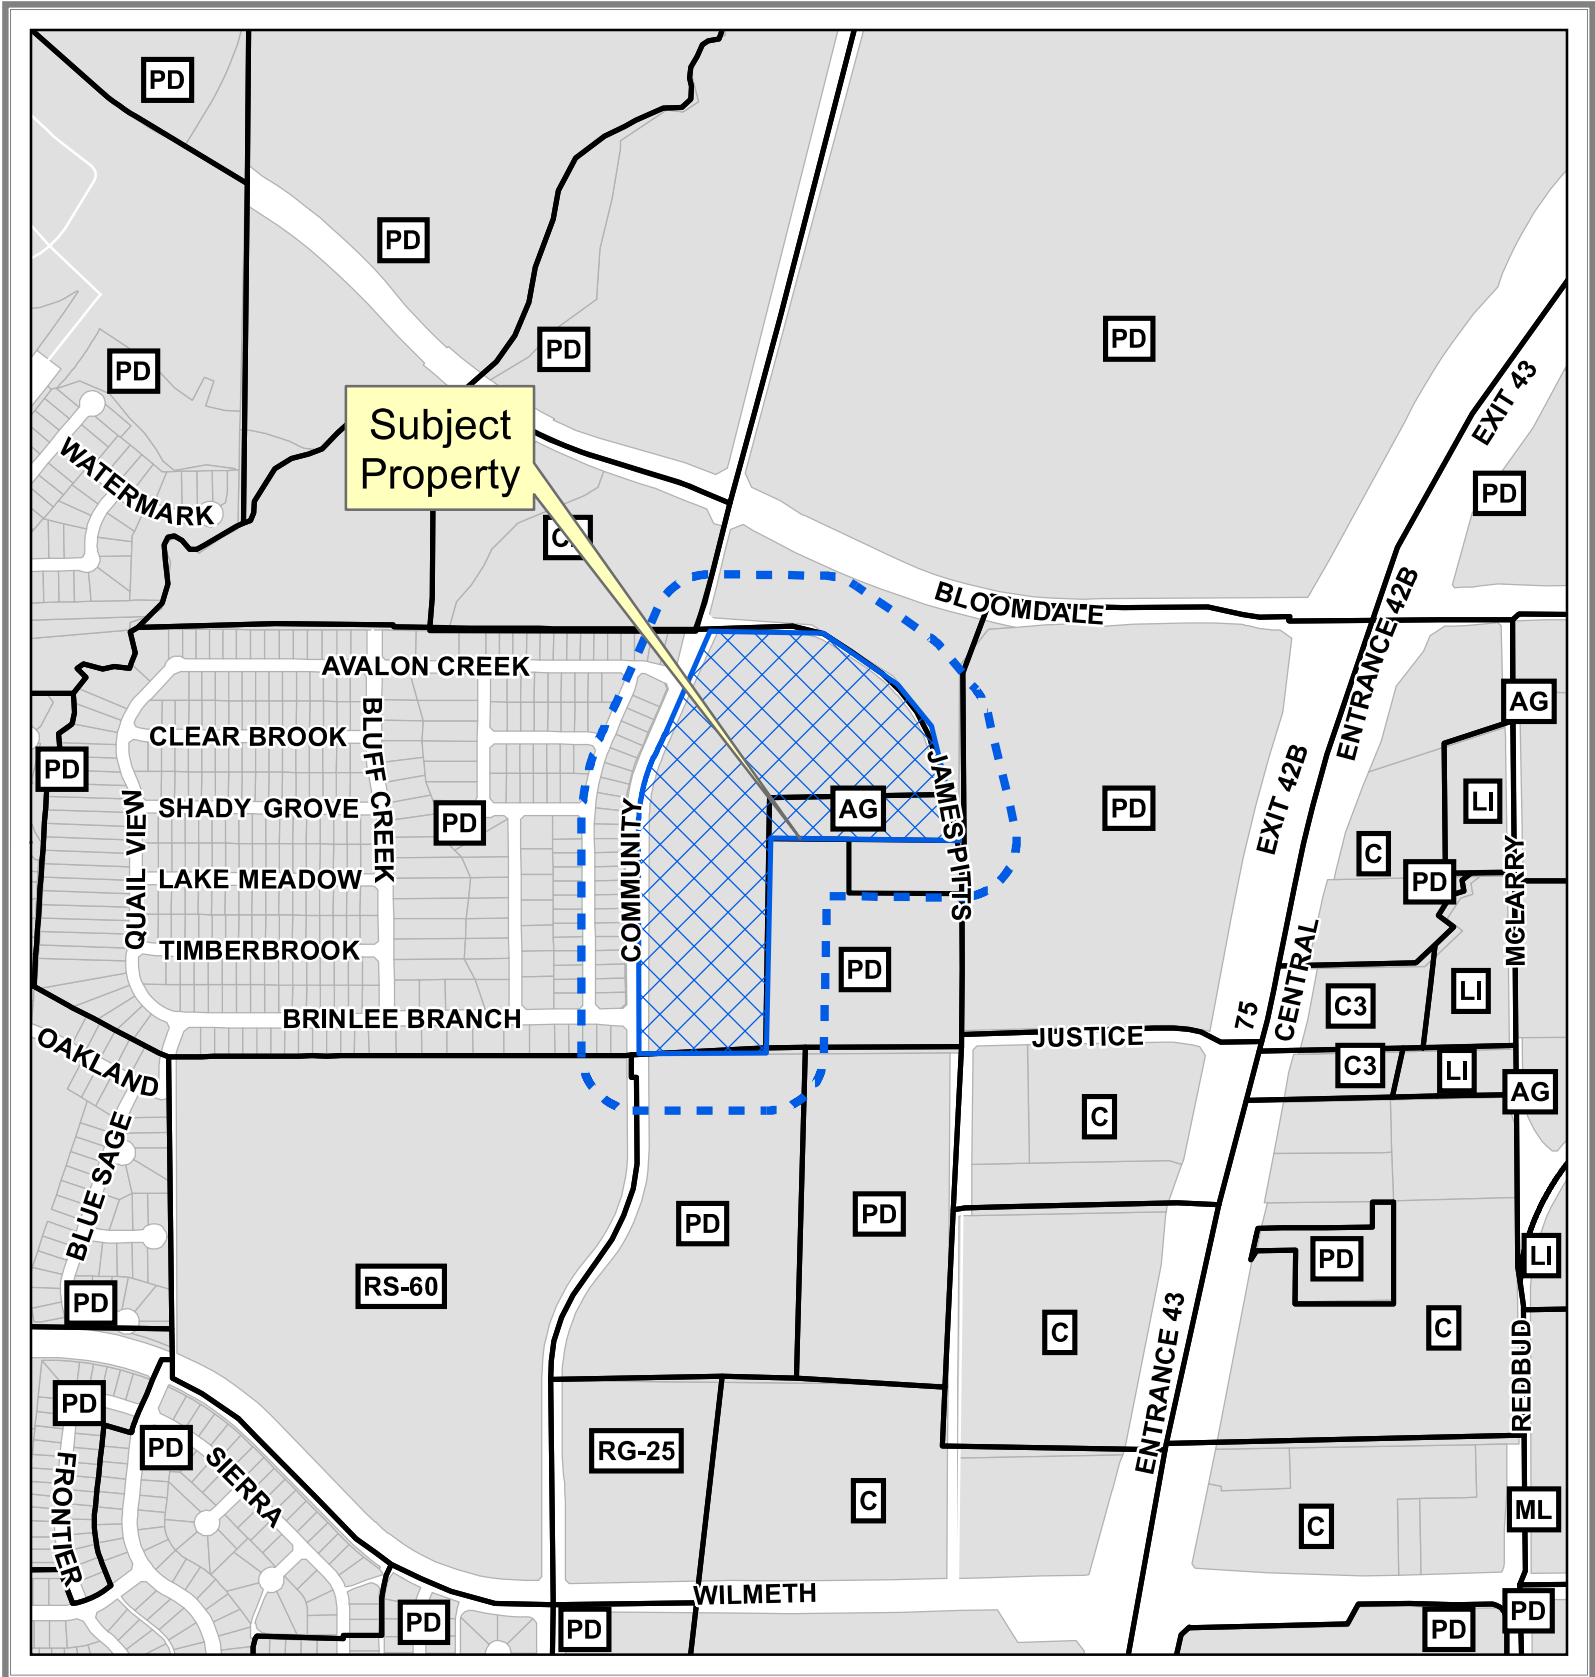 PD
PD
PD
PD
PD
EXIT 43
Subject
Property
WATERMARK
PD
C
BLOOMDALE
ENTRANCE 42B
AVALON CREEK
AG
CLEAR BROOK
BLUFF CREEK
PD
EXIT 42B
JAMES PITTS
SHADY GROVE
QUAIL VIEW
PD
COMMUNITY
AG
PD
LI
C
LAKE MEADOW
PD
MCLARRY
TIMBERBROOK
PD
CENTRAL
LI
C3
BRINLEE BRANCH
75
JUSTICE
OAKLAND
C3
LI
AG
C
BLUE SAGE
PD
PD
PD
LI
RS-60
PD
C
C
ENTRANCE 43
REDBUD
PD
PD
SIERRA
RG-25
FRONTIER
C
C
ML
WILMETH
PD
PD
PD
PD